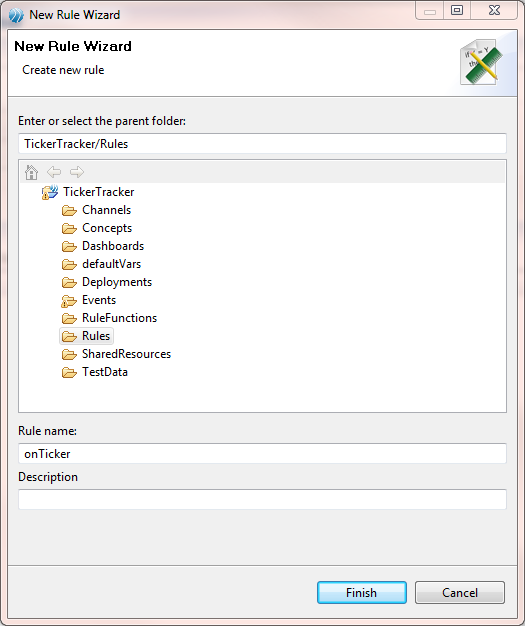 New Rule Wizard
New Rule Wizard
Create new rule
Enter or select the parent folder:
TickerTracker/Rules
TickerTracker
Channels
Concepts
Dashboards
defaultVars
Deployments
Events
RuleFunctions
Rules
SharedResources
TestData
Rule name:
onTicker
Description
Finish Cancel